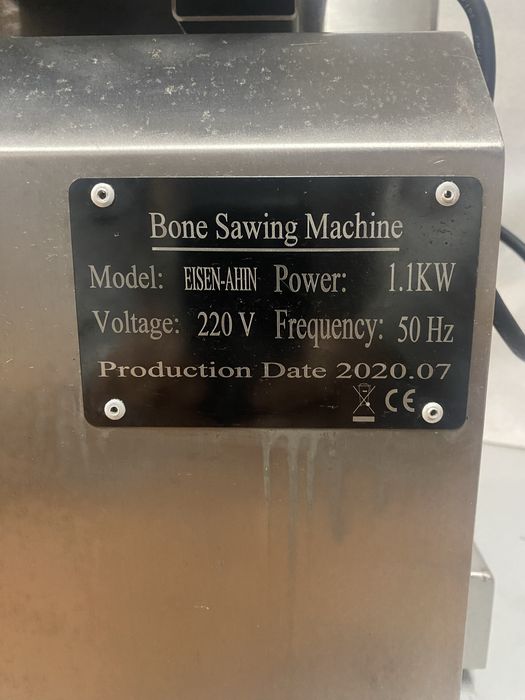 Bone Sawing Machine
Model: EISEN-AHIN Power: 1.1KW
Voltage: 220 V Frequency: 50 Hz
Production Date 2020.07
CE